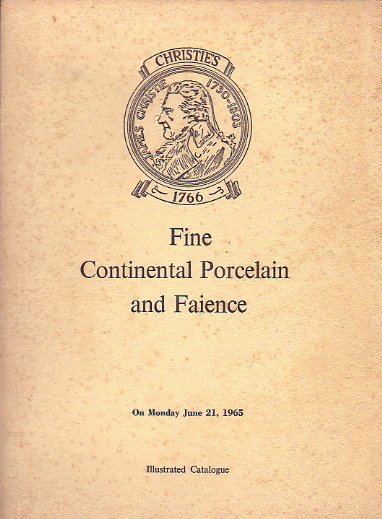 CHRISTIE'S
JAMES CHRISTIE 1730-1803
1766
Fine
Continental Porcelain
and Faience
On Monday June 21, 1965
Illustrated Catalogue